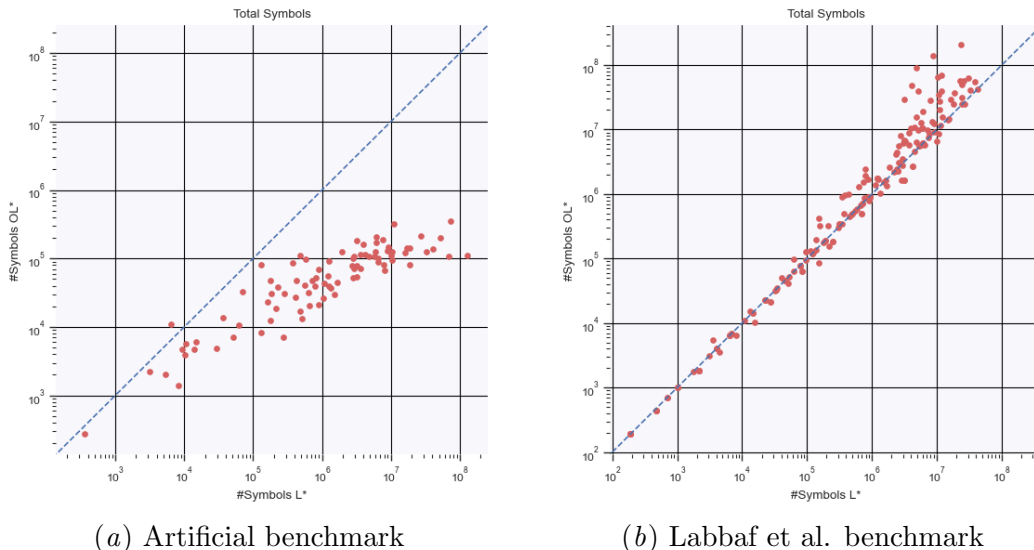 Total Symbols
10^8
10^7
10^6
10^5
10^4
10^3
#Symbols OL*
10^3 10^4 10^5 10^6 10^7 10^8
#Symbols L*
(a) Artificial benchmark
Total Symbols
10^8
10^7
10^6
10^5
10^4
10^3
10^2
#Symbols OL*
10^2 10^3 10^4 10^5 10^6 10^7 10^8
#Symbols L*
(b) Labbaf et al. benchmark